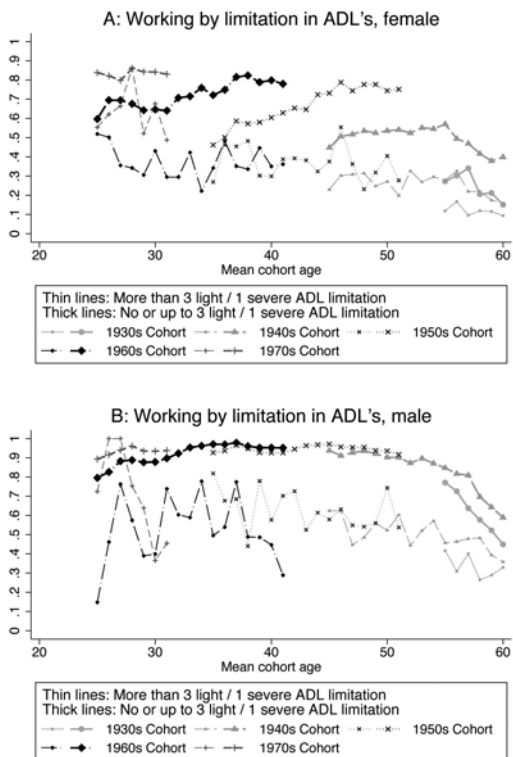 A: Working by limitation in ADL's, female
1
.9
.8
.7
.6
.5
.4
.3
.2
.1
0
20 30 40 50 60
Mean cohort age
Thin lines: More than 3 light / 1 severe ADL limitation
Thick lines: No or up to 3 light / 1 severe ADL limitation
1930s Cohort 1940s Cohort 1950s Cohort
1960s Cohort 1970s Cohort
B: Working by limitation in ADL's, male
1
.9
.8
.7
.6
.5
.4
.3
.2
.1
0
20 30 40 50 60
Mean cohort age
Thin lines: More than 3 light / 1 severe ADL limitation
Thick lines: No or up to 3 light / 1 severe ADL limitation
1930s Cohort 1940s Cohort 1950s Cohort
1960s Cohort 1970s Cohort